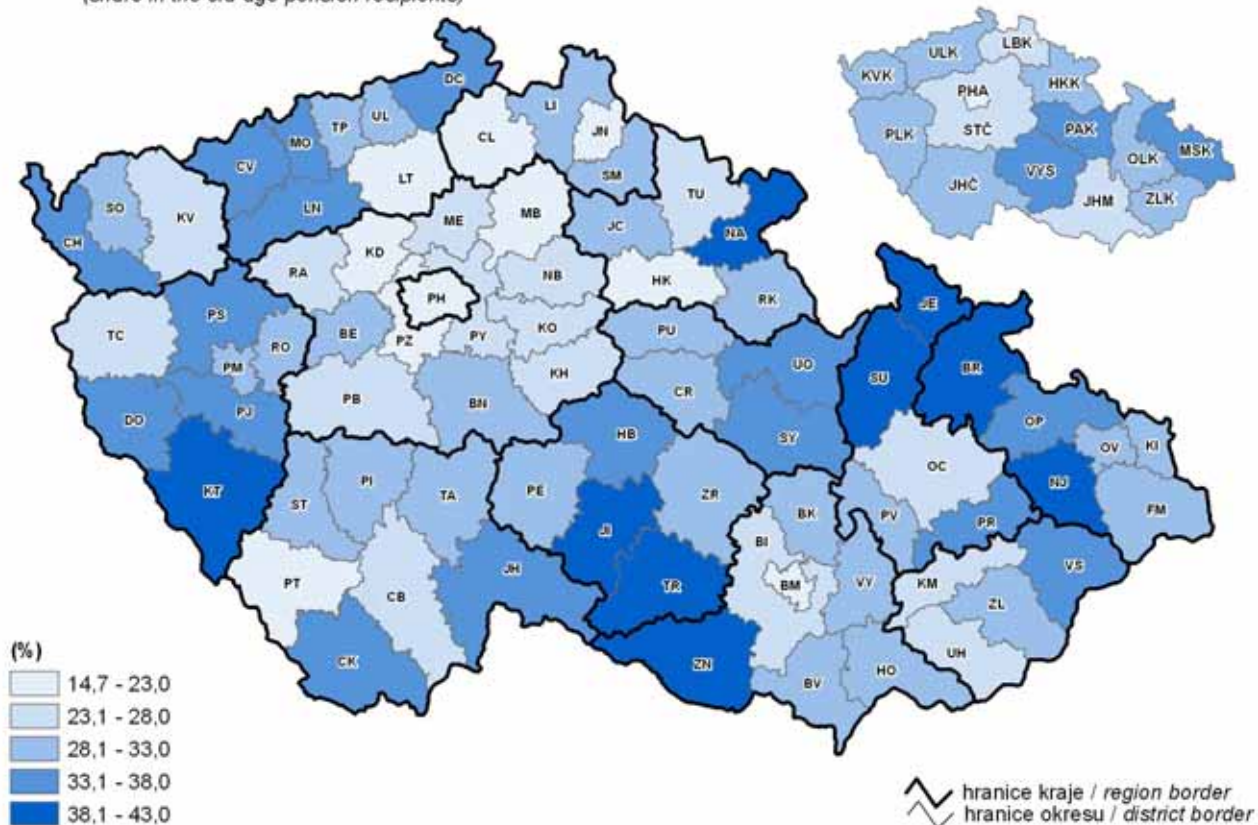 (share in the old-age pension recipients)
LBK
ULK
KVK
HKK
PHA
STČ
PLK
PAK
MSK
OLK
VYS
JHČ
JHM
ZLK
DC
LI
UL
TP
JN
MO
CL
CV
LT
SM
TU
SO
KV
LN
ME
MB
JC
NA
CH
KD
RA
NB
HK
PH
RK
JE
TC
PS
BE
RO
PZ
PY
KO
PU
UO
PM
KH
SU
BR
CR
PB
BN
DO
PJ
HB
SY
OP
OV
KI
OC
KT
PI
ST
TA
PE
ZR
NJ
FM
BK
PV
PR
JI
BI
VS
PT
JH
TR
BM
VY
KM
CB
ZL
UH
CK
ZN
HO
BV
(%)
14,7 - 23,0
23,1 - 28,0
28,1 - 33,0
33,1 - 38,0
38,1 - 43,0
hranice kraje / region border
hranice okresu / district border